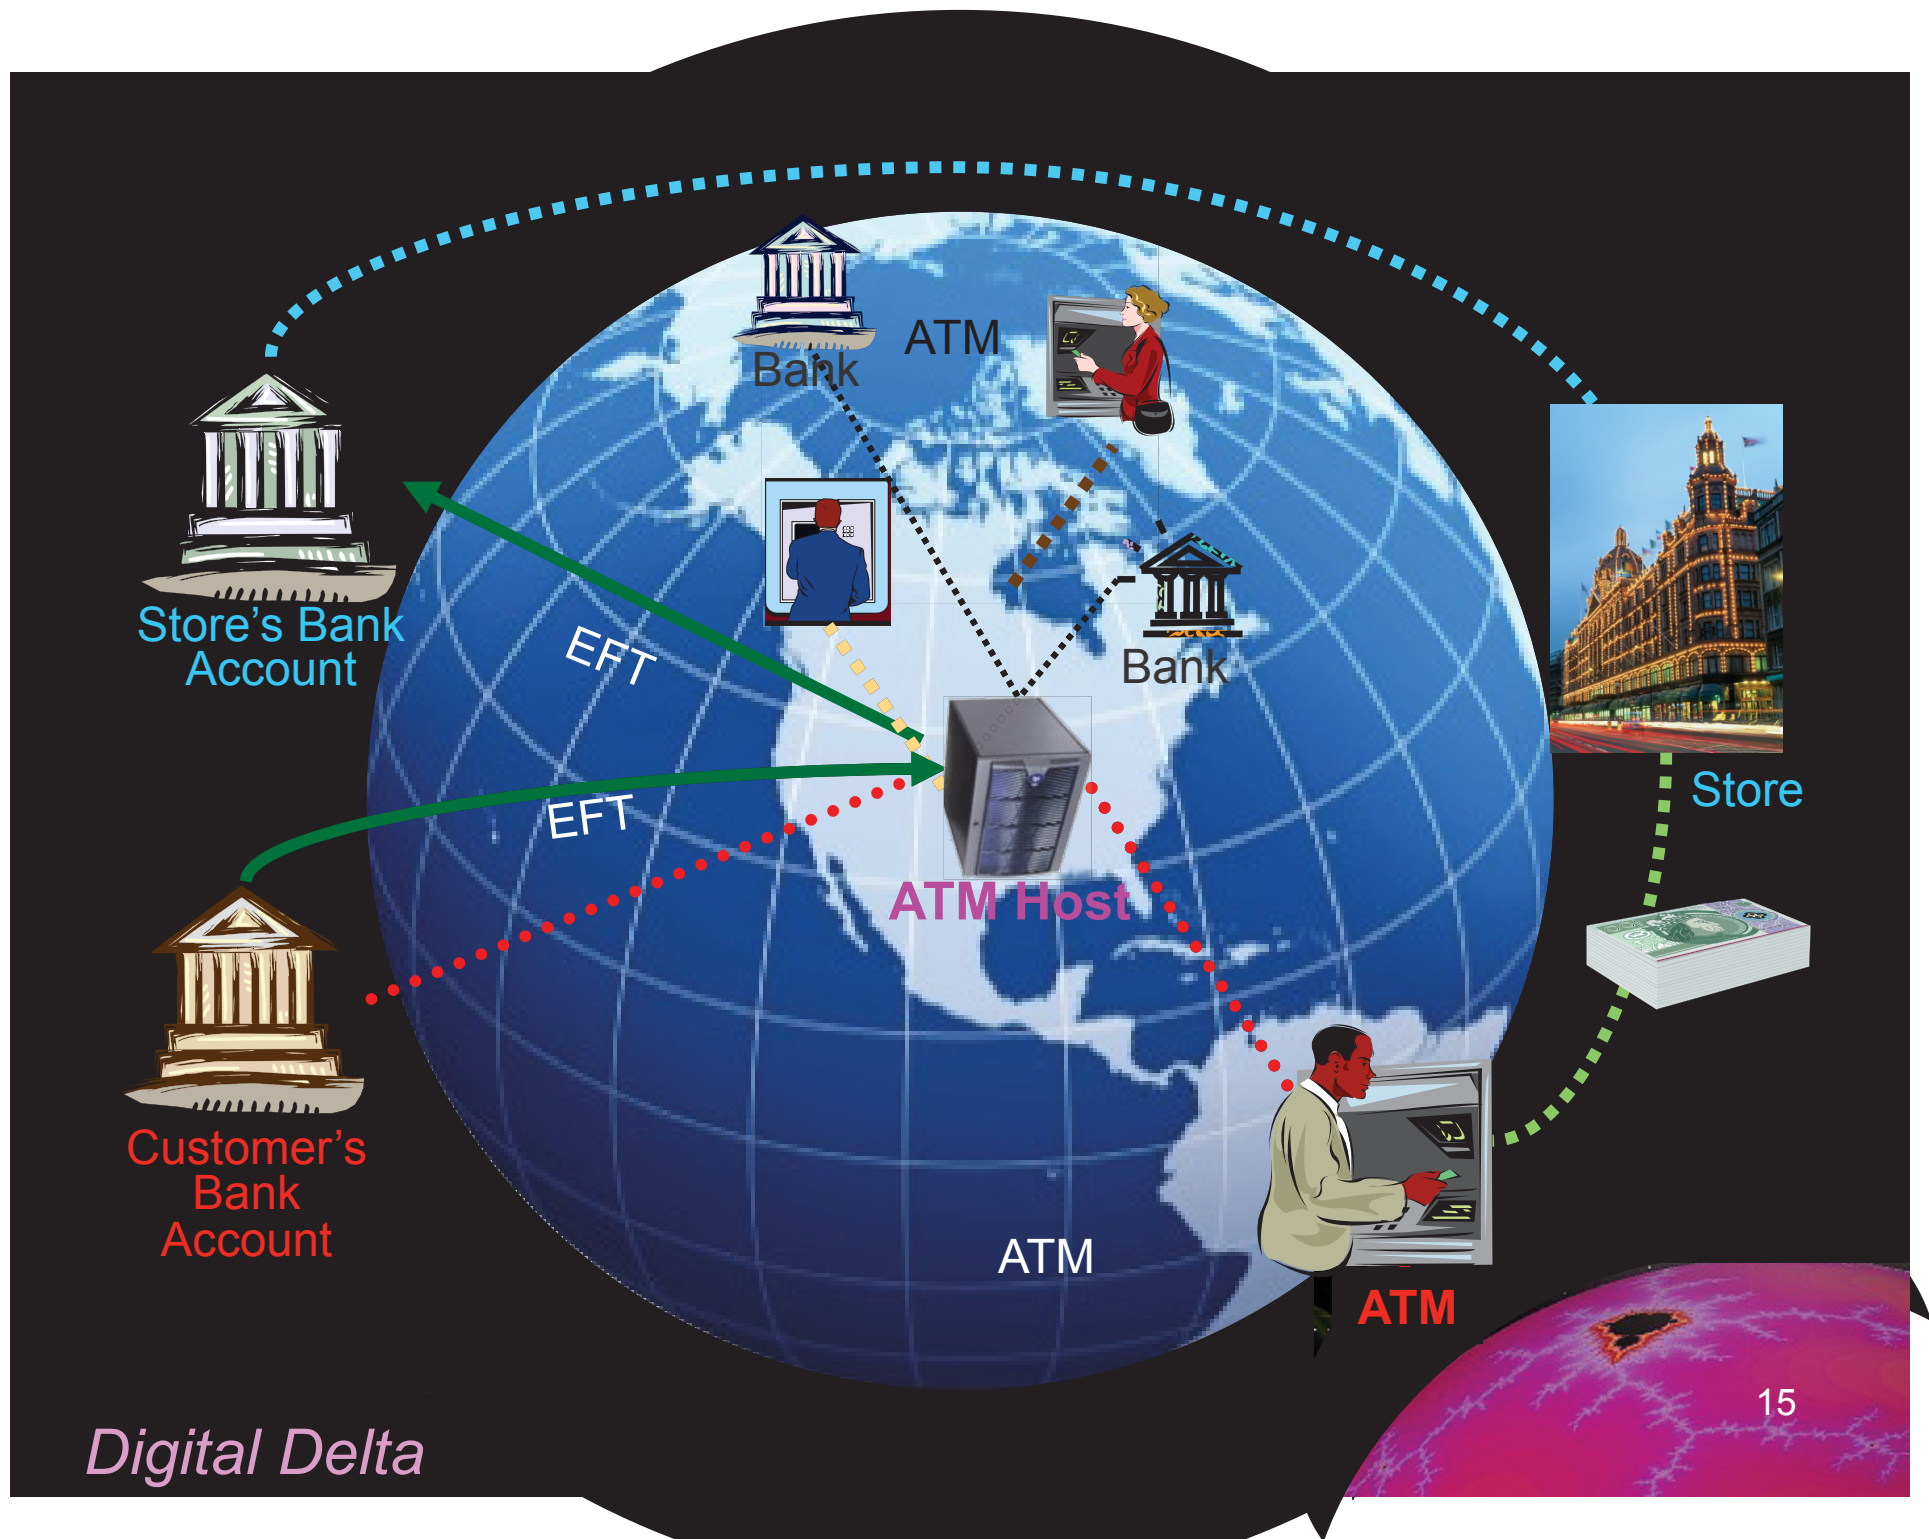 ATM
Bank
Store’s Bank
Account
EFT
Bank
Store
EFT
ATM Host
Customer’s
Bank
Account
ATM
ATM
15
Digital Delta